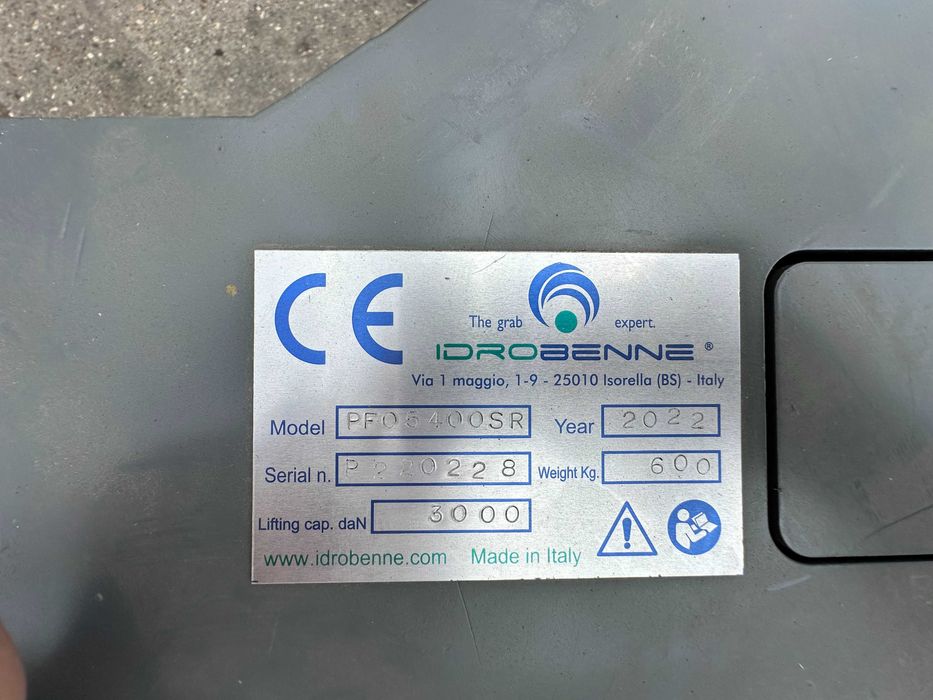 CE
The grab expert.
IDROBENNE ®
Via 1 maggio, 1-9 - 25010 Isorella (BS) - Italy
Model PF05400SR Year 2022
Serial n. P220228 Weight Kg. 600
Lifting cap. daN 3000
www.idrobenne.com Made in Italy